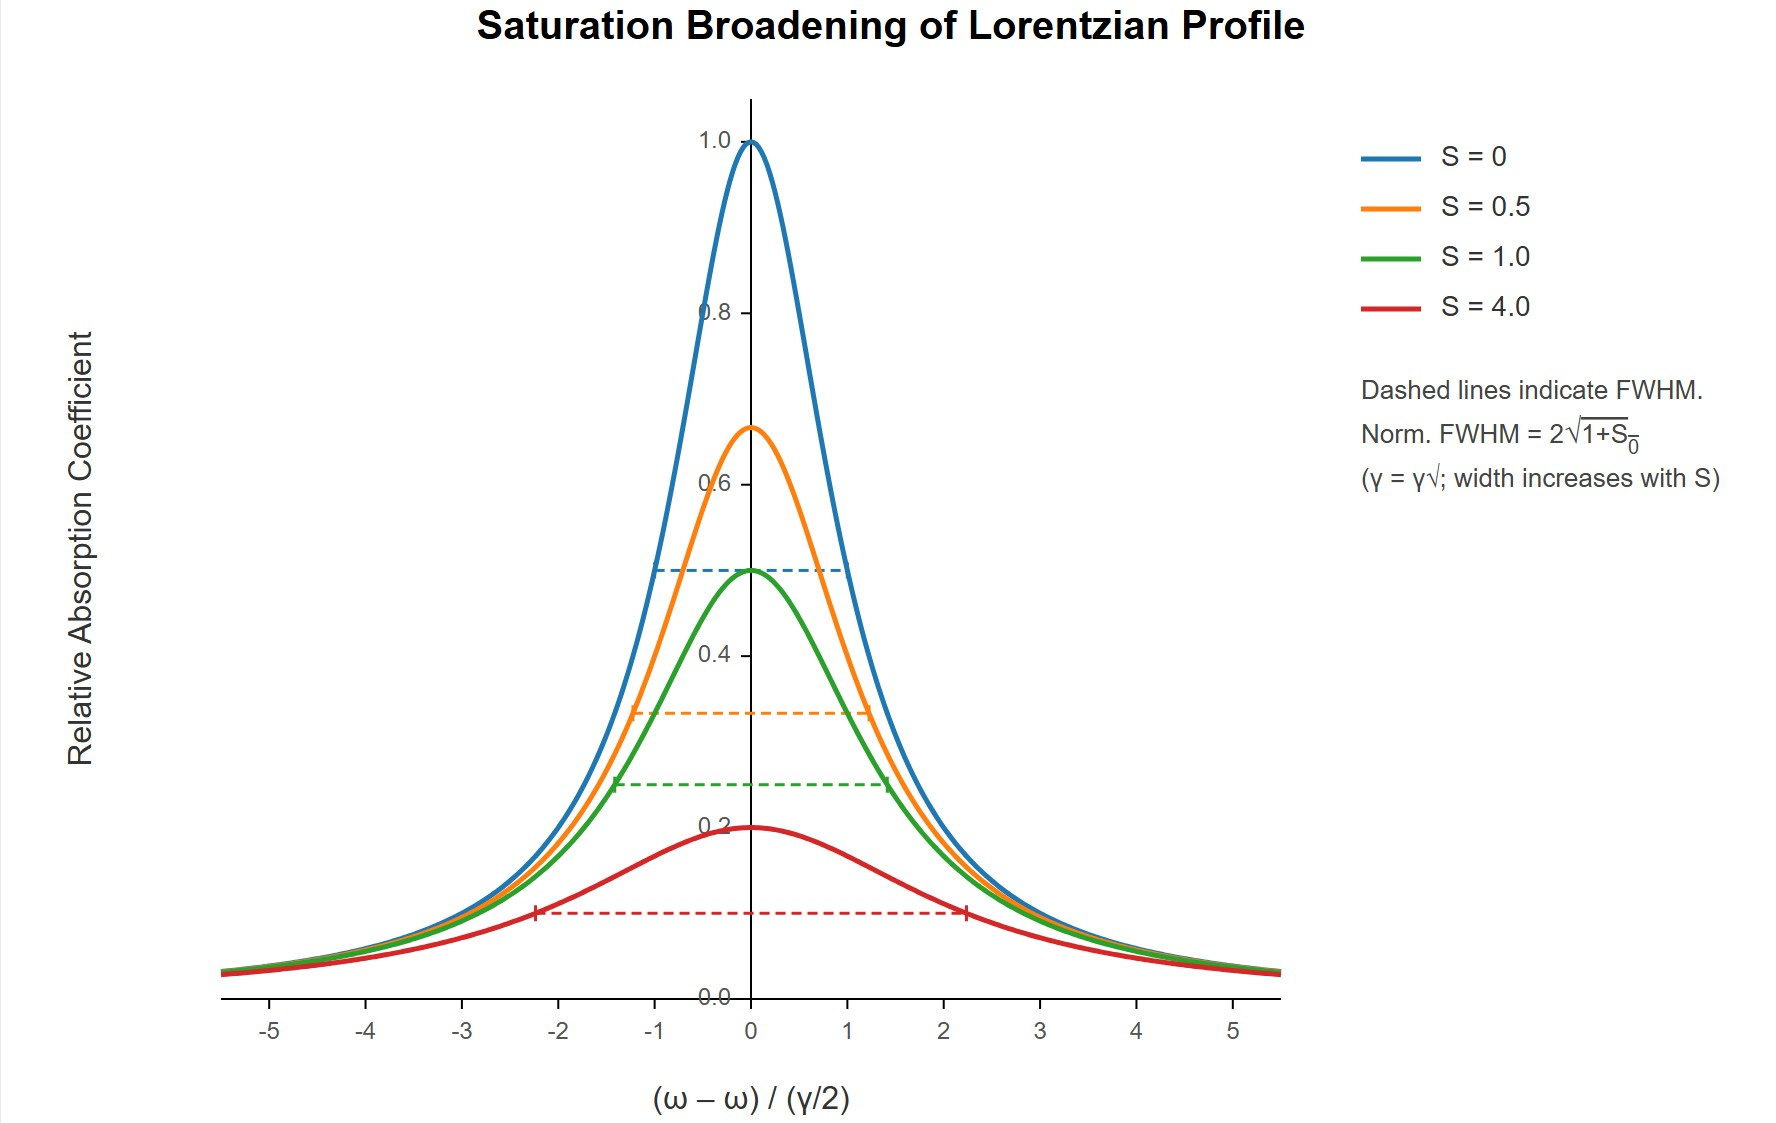 Saturation Broadening of Lorentzian Profile
Relative Absorption Coefficient
1.0
0.8
0.6
0.4
0.2
0.0
-5 -4 -3 -2 -1 0 1 2 3 4 5
(ω – ω) / (γ/2)
S = 0
S = 0.5
S = 1.0
S = 4.0
Dashed lines indicate FWHM.
Norm. FWHM = 2√1+S0
(γ = γ√; width increases with S)